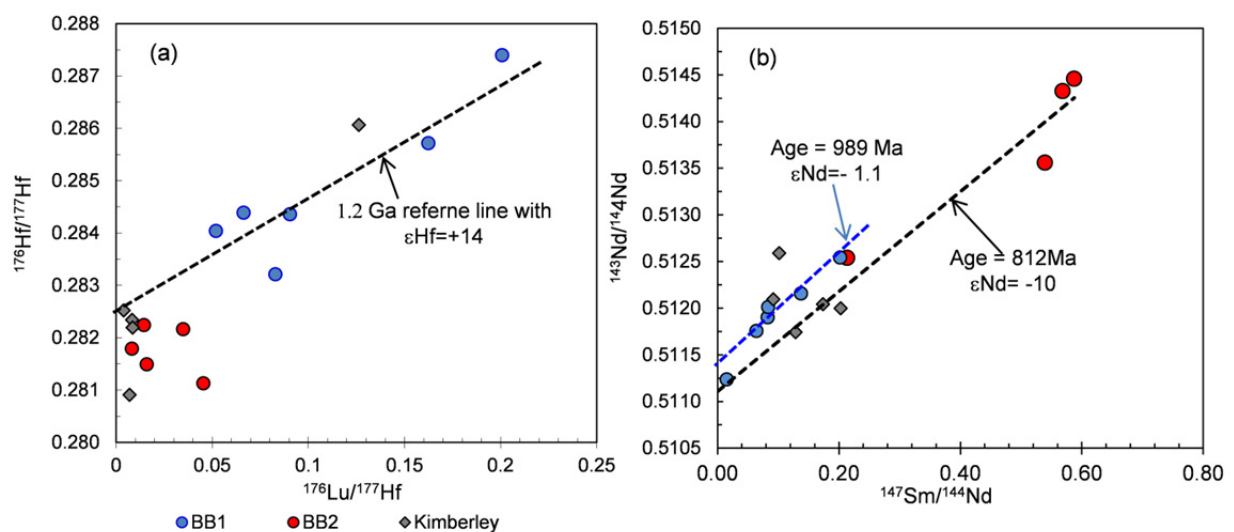 (a)
0.288
0.287
0.286
0.285
0.284
0.283
0.282
0.281
0.280
¹⁷⁶Hf/¹⁷⁷Hf
1.2 Ga referne line with
εHf=+14
0
0.05
0.10
0.15
0.20
0.25
¹⁷⁶Lu/¹⁷⁷Hf
BB1
BB2
Kimberley
(b)
0.5150
0.5145
0.5140
0.5135
0.5130
0.5125
0.5120
0.5115
0.5110
0.5105
¹⁴³Nd/¹⁴4Nd
Age = 989 Ma
εNd=- 1.1
Age = 812Ma
εNd= -10
0.00
0.20
0.40
0.60
0.80
¹⁴⁷Sm/¹⁴⁴Nd